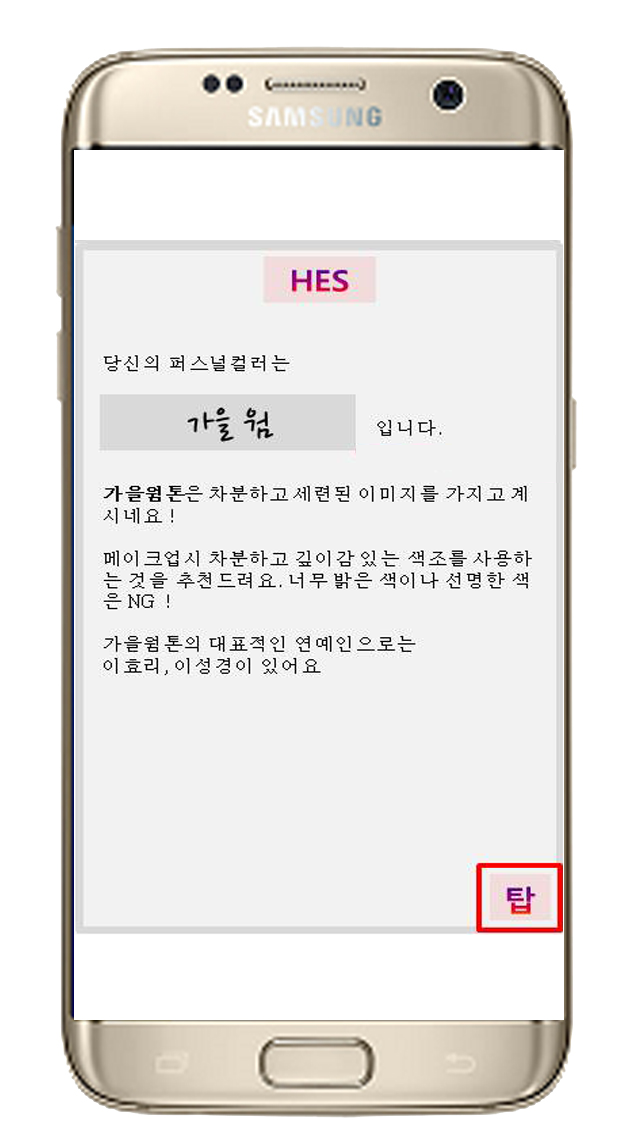 SAMSUNG
HES
당신의 퍼스널컬러는
가을 웜 입니다.
가을웜톤은 차분하고 세련된 이미지를 가지고 계
시네요 !
메이크업시 차분하고 깊이감 있는 색조를 사용하
는 것을 추천드려요. 너무 밝은 색이나 선명한 색
은 NG !
가을웜톤의 대표적인 연예인으로는
이효리, 이성경이 있어요
탑